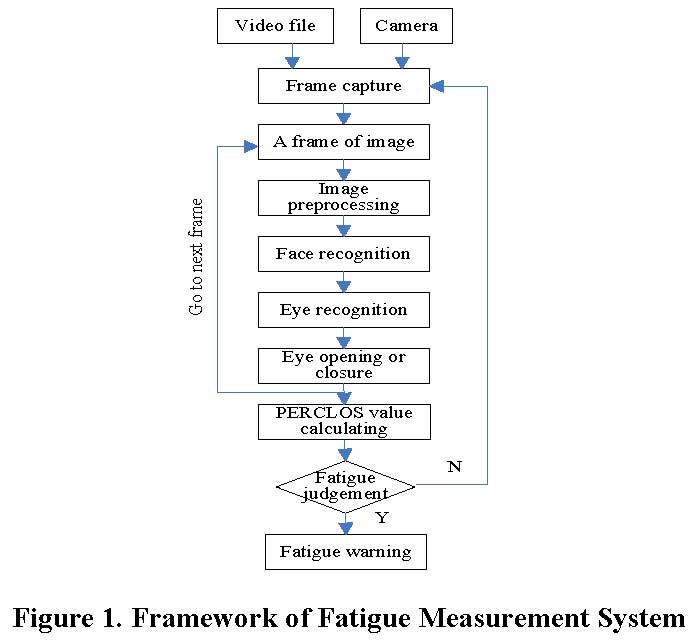 Video file
Camera
Frame capture
A frame of image
Image
preprocessing
Go to next frame
Face recognition
Eye recognition
Eye opening or
closure
PERCLOS value
calculating
Fatigue
judgement
N
Y
Fatigue warning
Figure 1. Framework of Fatigue Measurement System